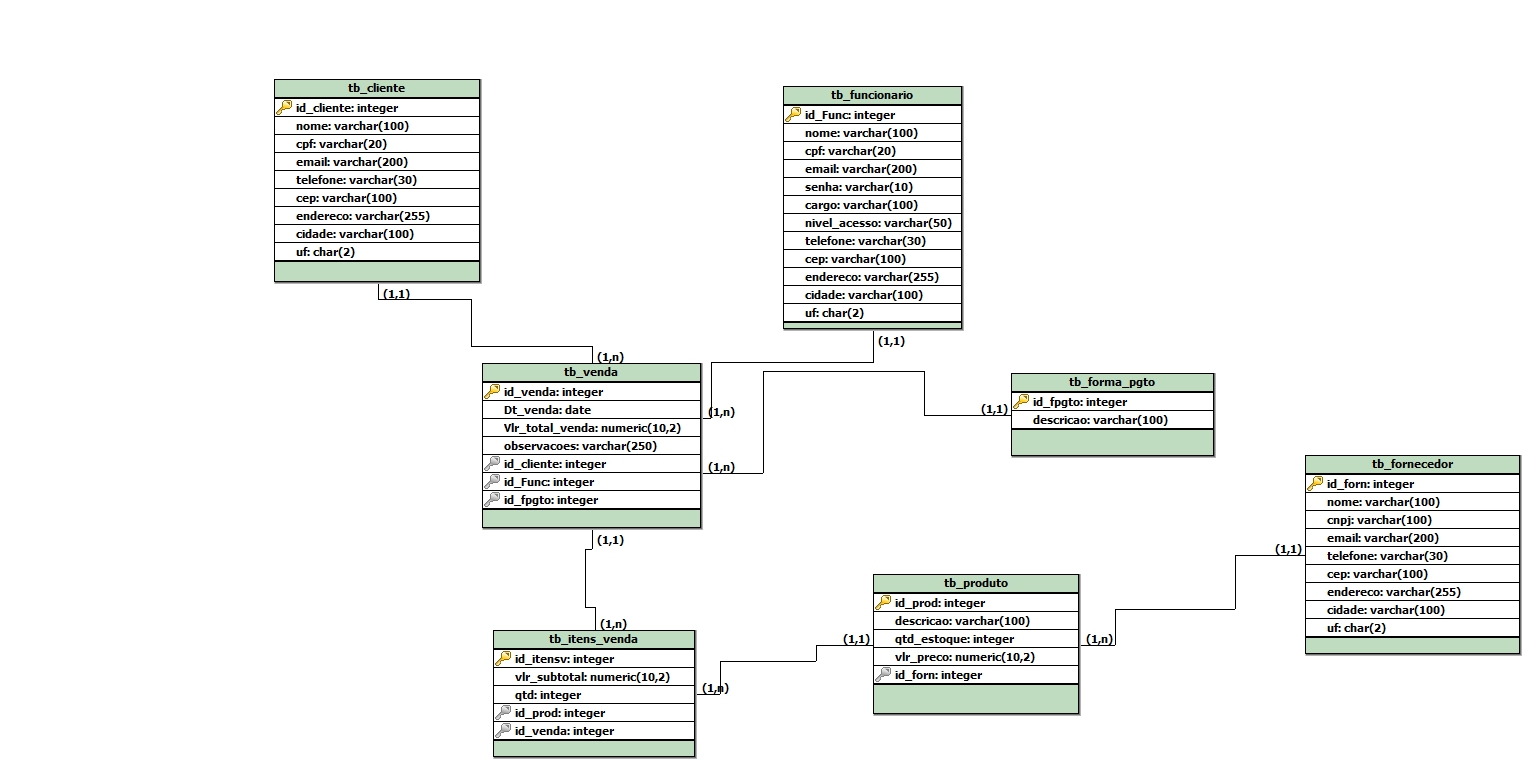 tb_cliente
id_cliente: integer
nome: varchar(100)
cpf: varchar(20)
email: varchar(200)
telefone: varchar(30)
cep: varchar(100)
endereco: varchar(255)
cidade: varchar(100)
uf: char(2)
(1,1)
(1,n)
tb_funcionario
id_Func: integer
nome: varchar(100)
cpf: varchar(20)
email: varchar(200)
senha: varchar(10)
cargo: varchar(100)
nivel_acesso: varchar(50)
telefone: varchar(30)
cep: varchar(100)
endereco: varchar(255)
cidade: varchar(100)
uf: char(2)
(1,1)
tb_venda
id_venda: integer
Dt_venda: date
Vlr_total_venda: numeric(10,2)
observacoes: varchar(250)
id_cliente: integer
id_Func: integer
id_fpgto: integer
(1,n)
(1,n)
(1,1)
tb_forma_pgto
id_fpgto: integer
descricao: varchar(100)
(1,1)
tb_fornecedor
id_forn: integer
nome: varchar(100)
cnpj: varchar(100)
email: varchar(200)
telefone: varchar(30)
cep: varchar(100)
endereco: varchar(255)
cidade: varchar(100)
uf: char(2)
(1,1)
(1,n)
tb_itens_venda
id_itensv: integer
vlr_subtotal: numeric(10,2)
qtd: integer
id_prod: integer
id_venda: integer
(1,n)
(1,1)
tb_produto
id_prod: integer
descricao: varchar(100)
qtd_estoque: integer
vlr_preco: numeric(10,2)
id_forn: integer
(1,n)